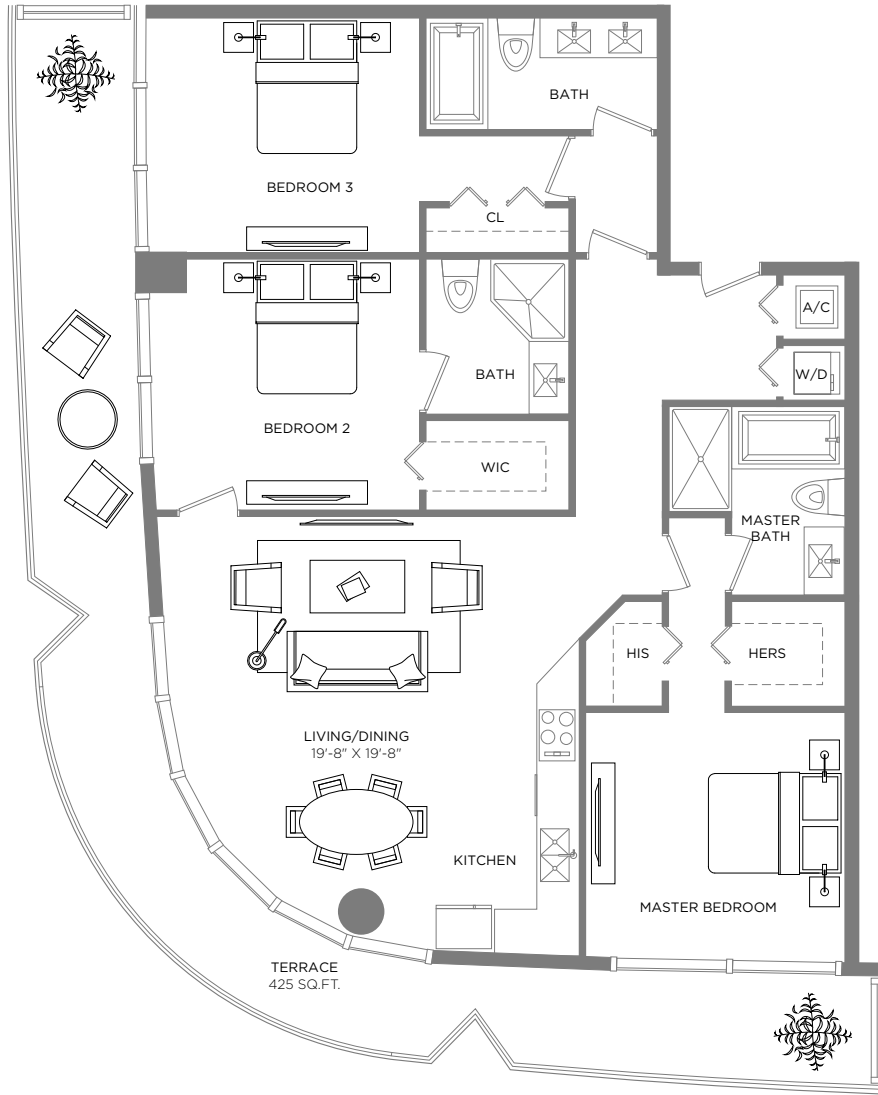 BATH
BEDROOM 3
CL
A/C
BATH
W/D
BEDROOM 2
WIC
MASTER
BATH
HIS
HERS
LIVING/DINING
19'-8" X 19'-8"
KITCHEN
MASTER BEDROOM
TERRACE
425 SQ.FT.